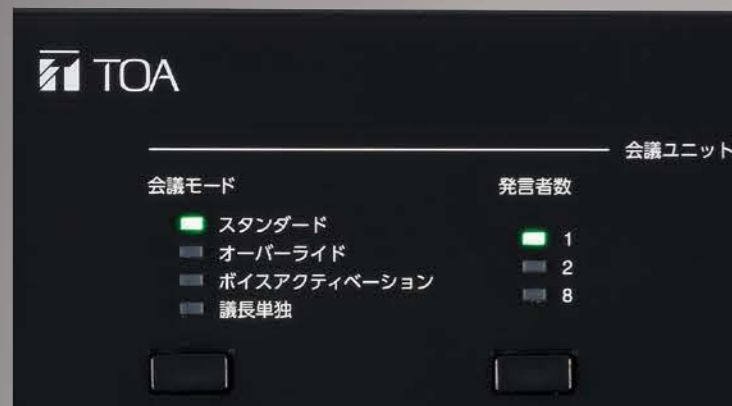 TOA
会議ユニット
会議モード
スタンダード
オーバーライド
ボイスアクティベーション
議長単独
発言者数
1
2
8